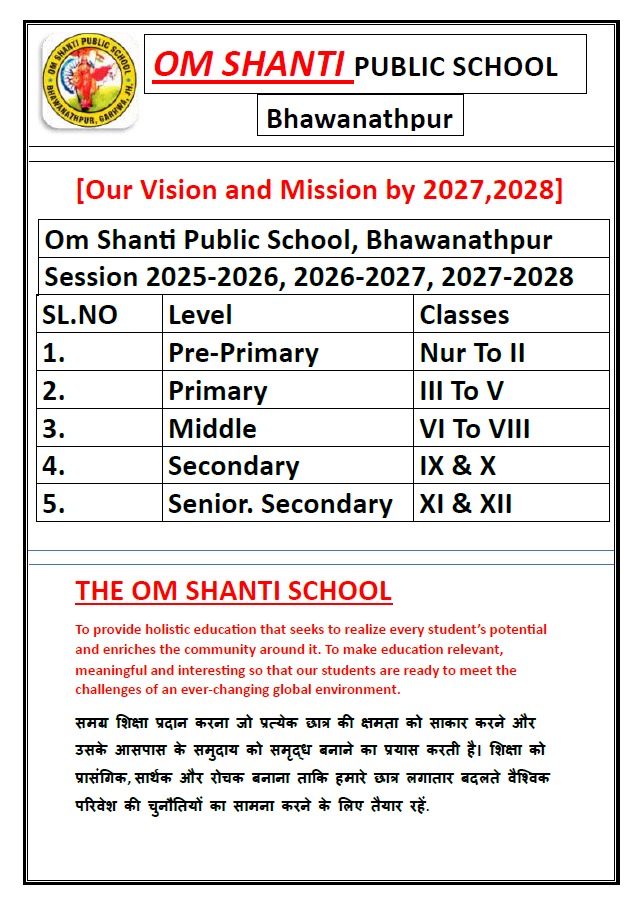 OM SHANTI PUBLIC SCHOOL
BHAWANATHPUR, GARHWA, JH.
OM SHANTI PUBLIC SCHOOL
Bhawanathpur
[Our Vision and Mission by 2027,2028]
Om Shanti Public School, Bhawanathpur
Session 2025-2026, 2026-2027, 2027-2028
SL.NO Level Classes
1. Pre-Primary Nur To II
2. Primary III To V
3. Middle VI To VIII
4. Secondary IX & X
5. Senior. Secondary XI & XII
THE OM SHANTI SCHOOL
To provide holistic education that seeks to realize every student’s potential
and enriches the community around it. To make education relevant,
meaningful and interesting so that our students are ready to meet the
challenges of an ever-changing global environment.
समग्र शिक्षा प्रदान करना जो प्रत्येक छात्र की क्षमता को साकार करने और
उसके आसपास के समुदाय को समृद्ध बनाने का प्रयास करती है। शिक्षा को
प्रासंगिक, सार्थक और रोचक बनाना ताकि हमारे छात्र लगातार बदलते वैश्विक
परिवेश की चुनौतियों का सामना करने के लिए तैयार रहें.